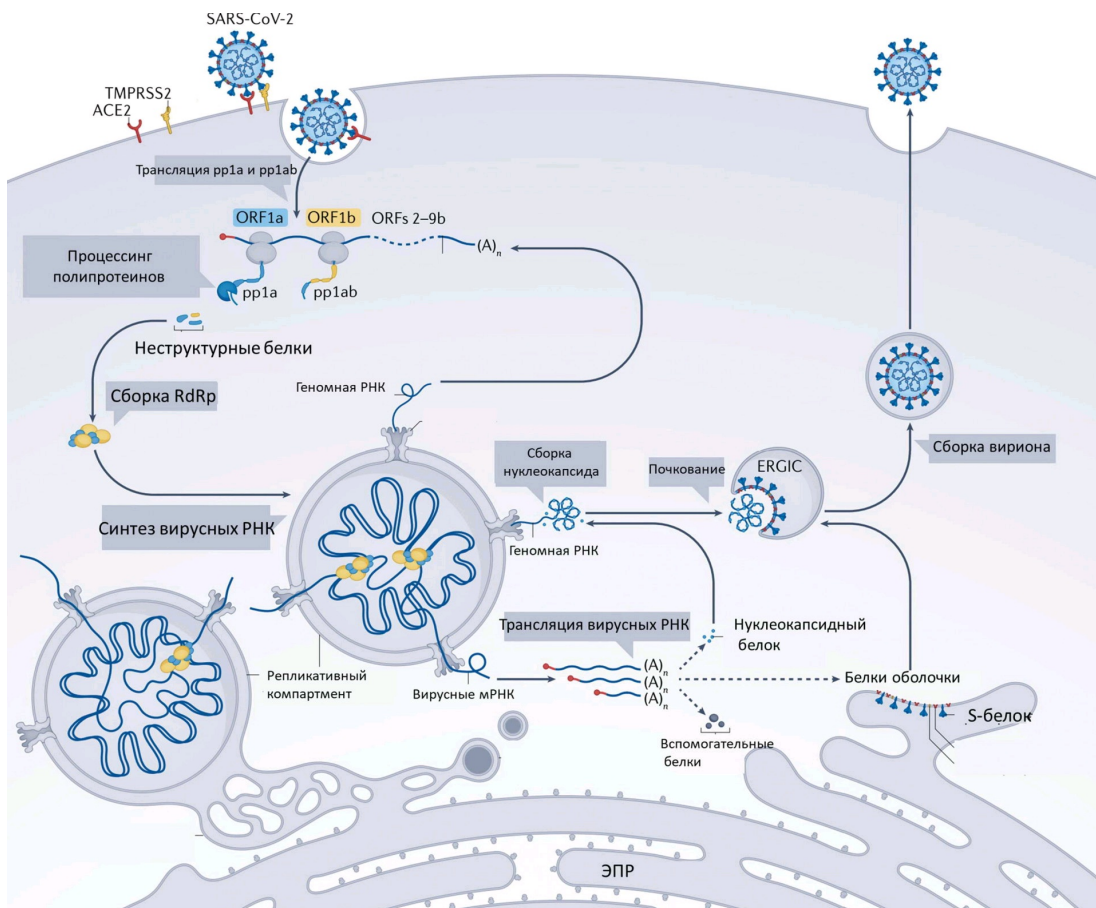 SARS-CoV-2
TMPRSS2
ACE2
Трансляция pp1a и pp1ab
ORF1a
ORF1b
ORFs 2–9b
(A)n
Процессинг
полипротеинов
pp1a
pp1ab
Неструктурные белки
Сборка RdRp
Геномная РНК
Синтез вирусных РНК
Сборка
нуклеокапсида
Почкование
ERGIC
Сборка вириона
Геномная РНК
Трансляция вирусных РНК
Нуклеокапсидный
белок
Репликативный
компартмент
Вирусные мРНК
(A)n
(A)n
(A)n
Белки оболочки
S-белок
Вспомогательные
белки
ЭПР